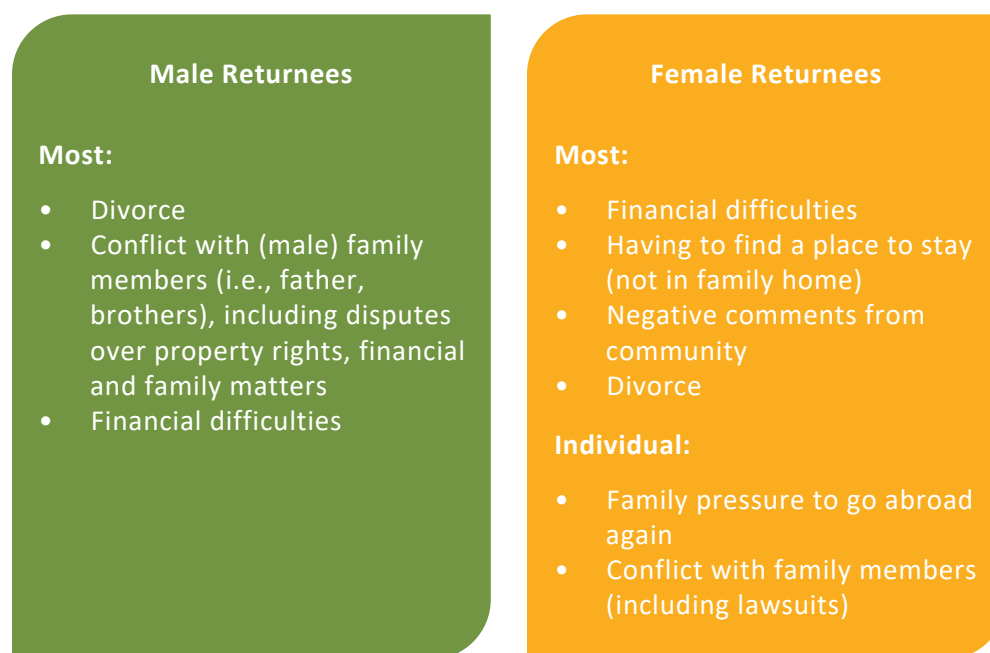 Male Returnees
Most:
• Divorce
• Conflict with (male) family
members (i.e., father,
brothers), including disputes
over property rights, financial
and family matters
• Financial difficulties
Female Returnees
Most:
• Financial difficulties
• Having to find a place to stay
(not in family home)
• Negative comments from
community
• Divorce
Individual:
• Family pressure to go abroad
again
• Conflict with family members
(including lawsuits)